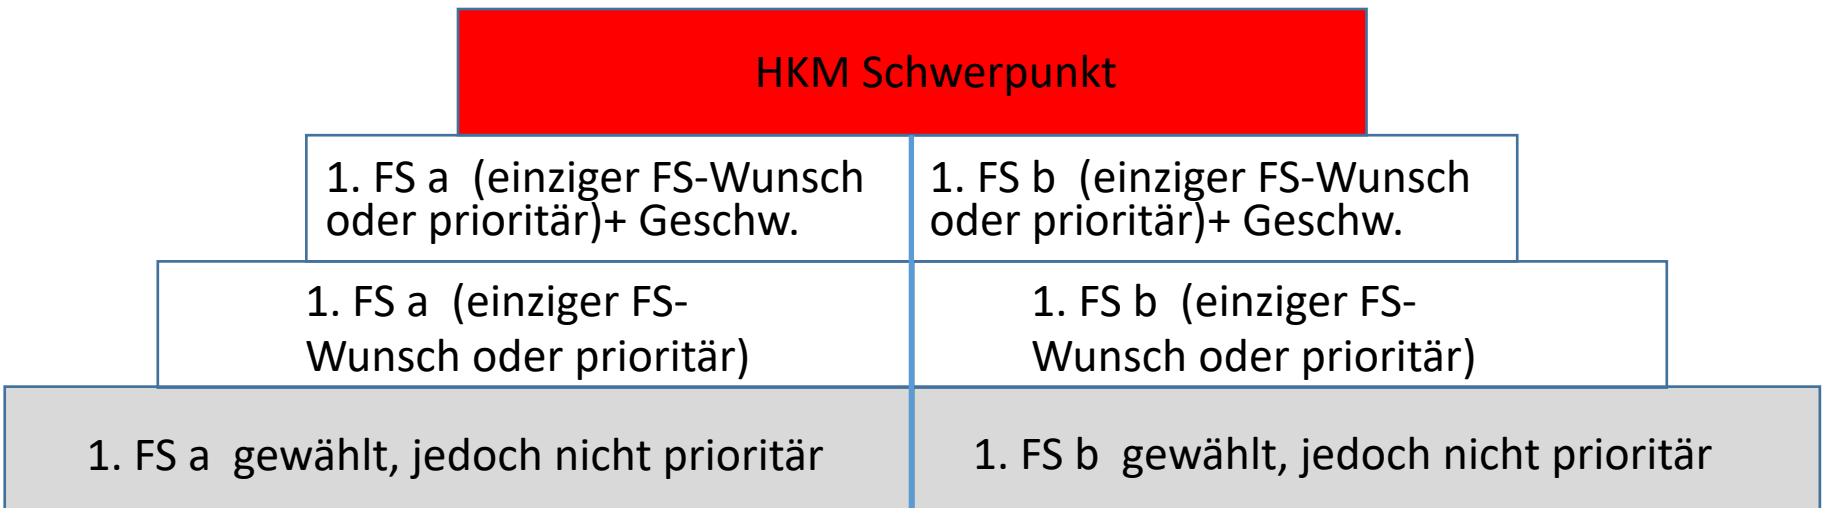 HKM Schwerpunkt
1. FS a  (einziger FS-Wunsch
oder prioritär)+ Geschw.
1. FS b  (einziger FS-Wunsch
oder prioritär)+ Geschw.
1. FS a  (einziger FS-
Wunsch oder prioritär)
1. FS b  (einziger FS-
Wunsch oder prioritär)
1. FS a  gewählt, jedoch nicht prioritär
1. FS b  gewählt, jedoch nicht prioritär